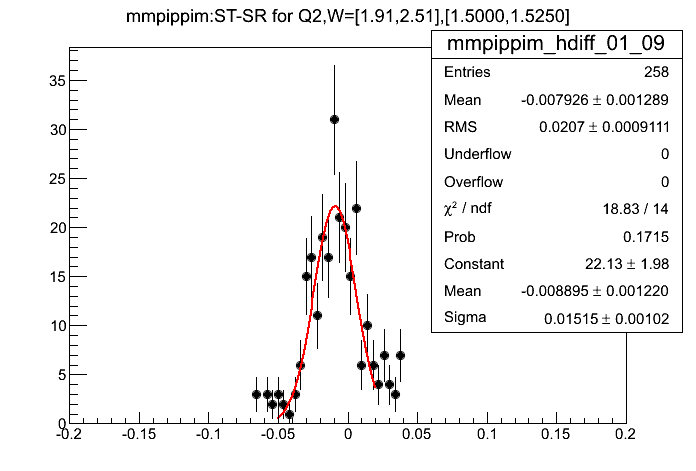 mmpippim:ST-SR for Q2,W=[1.91,2.51],[1.5000,1.5250]
mmpippim_hdiff_01_09
Entries 258
Mean -0.007926 ± 0.001289
RMS 0.0207 ± 0.0009111
Underflow 0
Overflow 0
χ² / ndf 18.83 / 14
Prob 0.1715
Constant 22.13 ± 1.98
Mean -0.008895 ± 0.001220
Sigma 0.01515 ± 0.00102
35
30
25
20
15
10
5
0
-0.2 -0.15 -0.1 -0.05 0 0.05 0.1 0.15 0.2